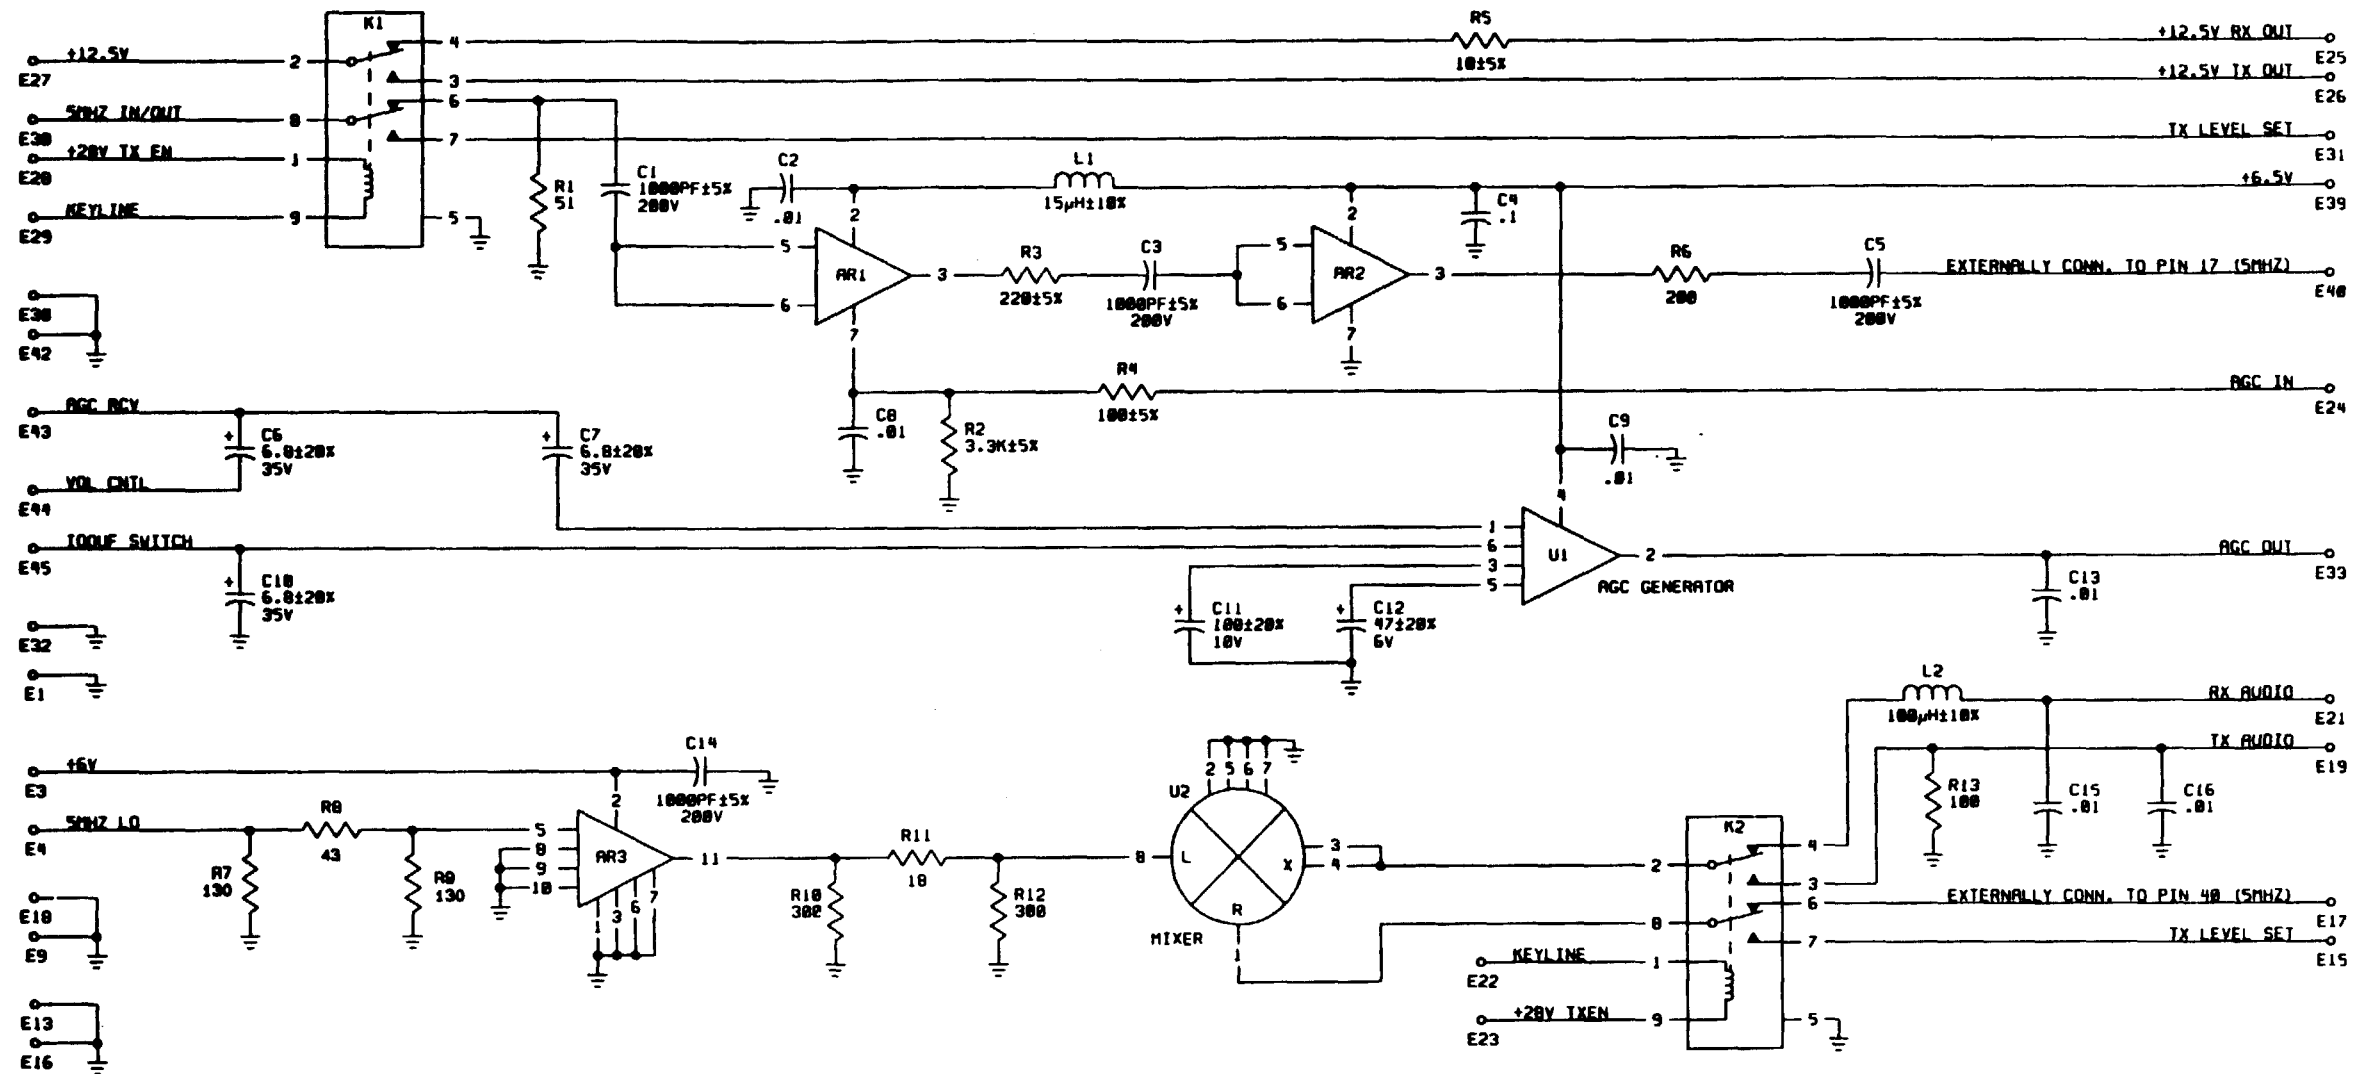 K1
+12.5V
E27
2
4
3
5MHZ IN/OUT
E30
8
6
7
+28V TX EN
E28
1
KEYLINE
E29
9
5
R5
10±5%
+12.5V RX OUT
E25
+12.5V TX OUT
E26
TX LEVEL SET
E31
+6.5V
E39
R1
51
C1
1000PF±5%
200V
C2
.01
L1
15µH±10%
C4
.1
2
5
6
AR1
3
7
R3
220±5%
C3
1000PF±5%
200V
2
5
6
AR2
3
7
R6
200
C5
1000PF±5%
200V
EXTERNALLY CONN. TO PIN 17 (5MHZ)
E40
E38
E42
R4
100±5%
AGC IN
E24
C8
.01
R2
3.3K±5%
C9
.01
AGC RCV
E43
+
C6
6.8±20%
35V
+
C7
6.8±20%
35V
VOL CNTL
E44
100UF SWITCH
E45
+
C10
6.8±20%
35V
E32
E1
4
1
6
3
5
U1
2
AGC GENERATOR
AGC OUT
E33
C13
.01
+
C11
100±20%
10V
+
C12
47±20%
6V
L2
100µH±10%
RX AUDIO
E21
TX AUDIO
E19
R13
100
C15
.01
C16
.01
+6V
E3
C14
1000PF±5%
200V
5MHZ LO
E4
R7
130
R8
43
R9
130
2
5
8
9
10
AR3
11
1
3
6
7
R10
300
R11
18
R12
300
2 5 6 7
U2
8
L
X
R
3
4
1
MIXER
K2
2
4
3
8
6
7
EXTERNALLY CONN. TO PIN 40 (5MHZ)
E17
TX LEVEL SET
E15
KEYLINE
E22
1
+28V TXEN
E23
9
5
E18
E9
E13
E16